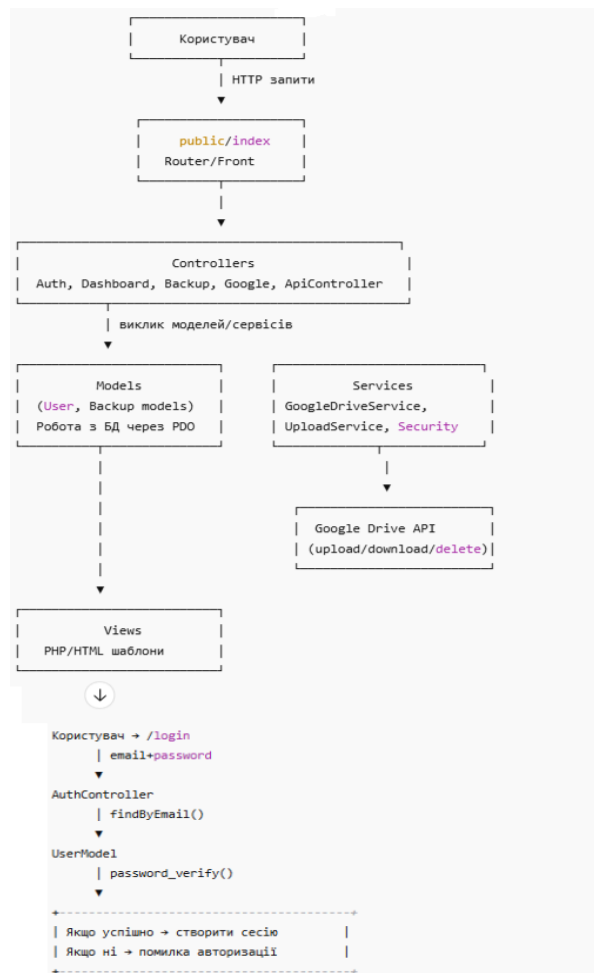 Користувач
HTTP запити
public/index
Router/Front
Controllers
Auth, Dashboard, Backup, Google, ApiController
виклик моделей/сервісів
Models
(User, Backup models)
Робота з БД через PDO
Services
GoogleDriveService,
UploadService, Security
Google Drive API
(upload/download/delete)
Views
PHP/HTML шаблони
Користувач → /login
email+password
AuthController
findByEmail()
UserModel
password_verify()
Якщо успішно → створити сесію
Якщо ні → помилка авторизації